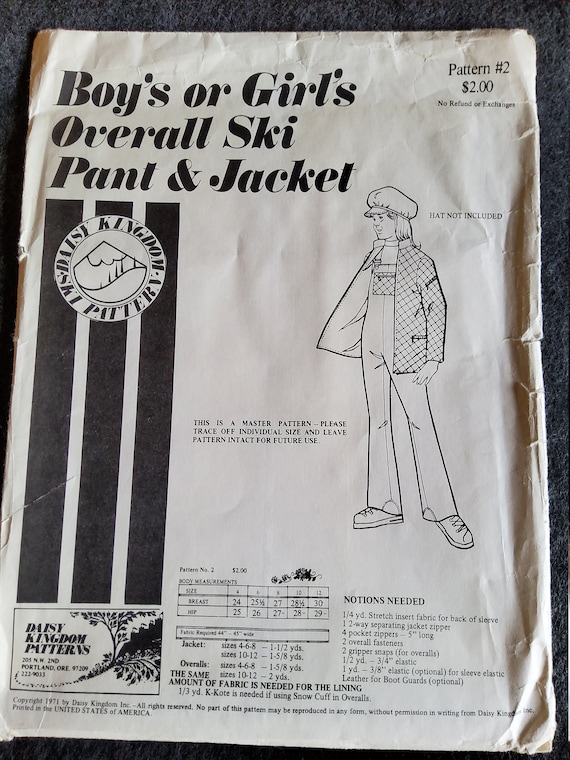 Boy's or Girl's
Overall Ski
Pant & Jacket
Pattern #2
$2.00
No Refund or Exchanges
HAT NOT INCLUDED
DAISY KINGDOM
SKI PATTERN
THIS IS A MASTER PATTERN – PLEASE
TRACE OFF INDIVIDUAL SIZE AND LEAVE
PATTERN INTACT FOR FUTURE USE.
Pattern No. 2 $2.00
BODY MEASUREMENTS
SIZE 4 6 8 10 12
BREAST 24 25½ 27 28½ 30
HIP 25 26 27- 28- 29-
Fabric Required 44" – 45" wide
Jacket: sizes 4-6-8 – 1-1/2 yds.
sizes 10-12 – 1-5/8 yds.
Overalls: sizes 4-6-8 – 1-5/8 yds.
sizes 10-12 – 2 yds.
THE SAME AMOUNT OF FABRIC IS NEEDED FOR THE LINING
1/3 yd. K-Kote is needed if using Snow Cuff in Overalls.
NOTIONS NEEDED
1/4 yd. Stretch insert fabric for back of sleeve
1 2-way separating jacket zipper
4 pocket zippers – 5" long
2 overall fasteners
2 gripper snaps (for overalls)
1/2 yd. – 3/4" elastic
1 yd. – 3/8" elastic (optional) for sleeve elastic
Leather for Boot Guards (optional)
DAISY
KINGDOM
PATTERNS
205 N.W. 2ND
PORTLAND, ORE. 97209
222-9033
Copyright 1971 by Daisy Kingdom Inc. – All rights reserved. No part of this pattern may be reproduced in any form, without permission in writing from Daisy Kingdom, Inc.
Printed in the UNITED STATES of AMERICA.